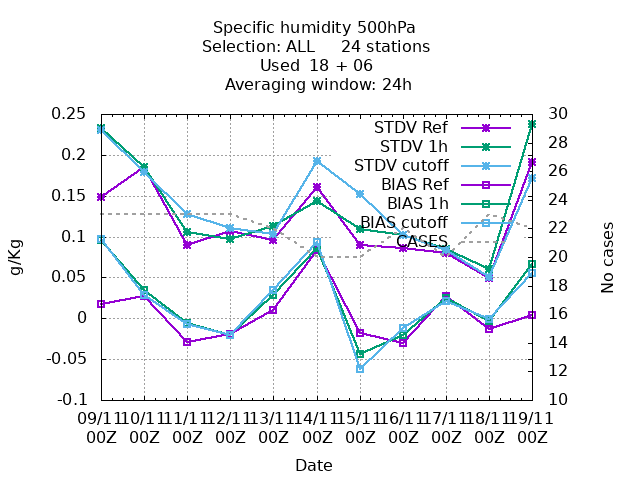 Specific humidity 500hPa
Selection: ALL 24 stations
Used 18 + 06
Averaging window: 24h
0.25
0.2
0.15
0.1
0.05
0
-0.05
-0.1
g/Kg
30
28
26
24
22
20
18
16
14
12
10
No cases
STDV Ref
STDV 1h
STDV cutoff
BIAS Ref
BIAS 1h
BIAS cutoff
CASES
09/11 10/11 11/11 12/11 13/11 14/11 15/11 16/11 17/11 18/11 19/11
00Z 00Z 00Z 00Z 00Z 00Z 00Z 00Z 00Z 00Z 00Z
Date